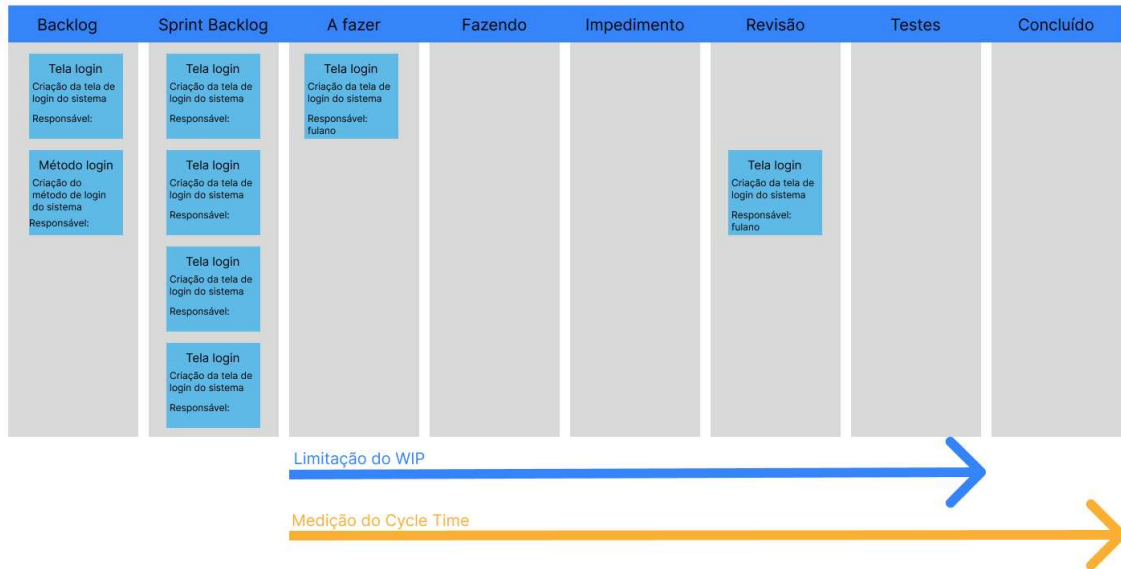 Backlog
Sprint Backlog
A fazer
Fazendo
Impedimento
Revisão
Testes
Concluído
Tela login
Criação da tela de
login do sistema
Responsável:
Método login
Criação do
método de login
do sistema
Responsável:
Tela login
Criação da tela de
login do sistema
Responsável:
Tela login
Criação da tela de
login do sistema
Responsável:
Tela login
Criação da tela de
login do sistema
Responsável:
Tela login
Criação da tela de
login do sistema
Responsável:
Tela login
Criação da tela de
login do sistema
Responsável:
fulano
Tela login
Criação da tela de
login do sistema
Responsável:
fulano
Limitação do WIP
Medição do Cycle Time